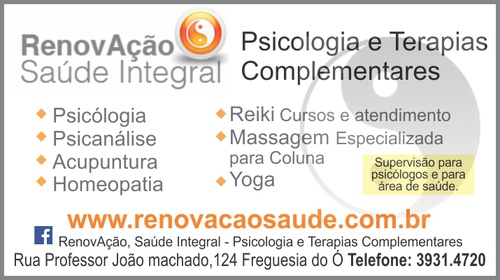 RenovAção
Saúde Integral
Psicologia e Terapias
Complementares
Psicólogia
Psicanálise
Acupuntura
Homeopatia
Reiki Cursos e atendimento
Massagem Especializada
para Coluna
Yoga
Supervisão para
psicólogos e para
área de saúde.
www.renovacaosaude.com.br
f RenovAção, Saúde Integral - Psicologia e Terapias Complementares
Rua Professor João machado,124 Freguesia do Ó Telefone: 3931.4720